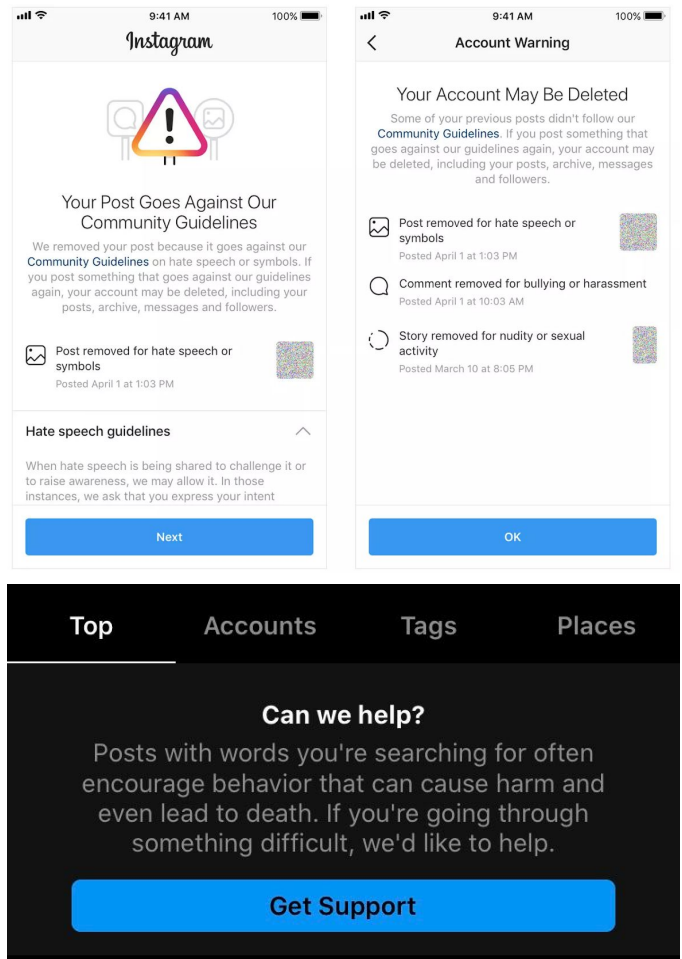 9:41 AM
100%
Instagram
Your Post Goes Against Our
Community Guidelines
We removed your post because it goes against our
Community Guidelines on hate speech or symbols. If
you post something that goes against our guidelines
again, your account may be deleted, including your
posts, archive, messages and followers.
Post removed for hate speech or
symbols
Posted April 1 at 1:03 PM
Hate speech guidelines
When hate speech is being shared to challenge it or
to raise awareness, we may allow it. In those
instances, we ask that you express your intent
Next
9:41 AM
100%
Account Warning
Your Account May Be Deleted
Some of your previous posts didn't follow our
Community Guidelines. If you post something that
goes against our guidelines again, your account may
be deleted, including your posts, archive, messages
and followers.
Post removed for hate speech or
symbols
Posted April 1 at 1:03 PM
Comment removed for bullying or harassment
Posted April 1 at 10:03 AM
Story removed for nudity or sexual
activity
Posted March 10 at 8:05 PM
OK
Top
Accounts
Tags
Places
Can we help?
Posts with words you're searching for often
encourage behavior that can cause harm and
even lead to death. If you're going through
something difficult, we'd like to help.
Get Support